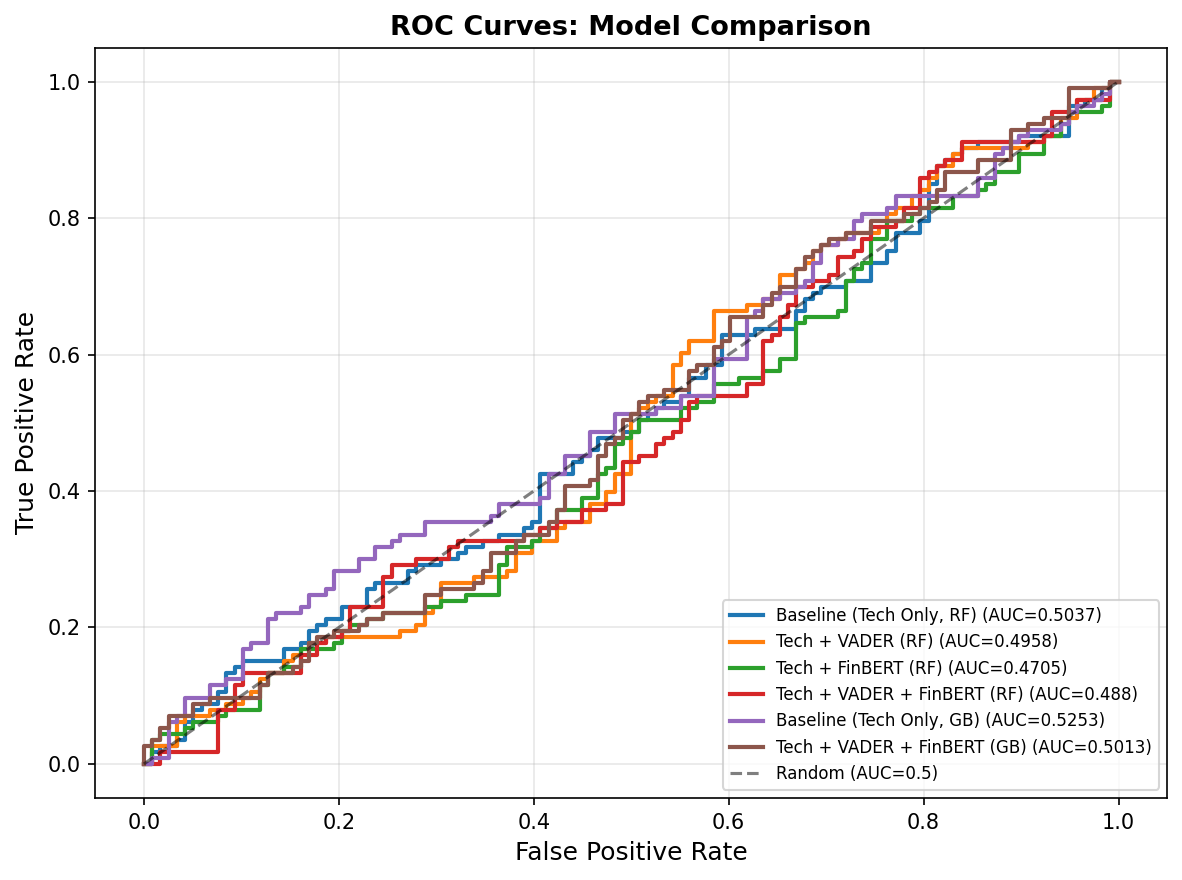 ROC Curves: Model Comparison
True Positive Rate
1.0
0.8
0.6
0.4
0.2
0.0
0.0 0.2 0.4 0.6 0.8 1.0
False Positive Rate
Baseline (Tech Only, RF) (AUC=0.5037)
Tech + VADER (RF) (AUC=0.4958)
Tech + FinBERT (RF) (AUC=0.4705)
Tech + VADER + FinBERT (RF) (AUC=0.488)
Baseline (Tech Only, GB) (AUC=0.5253)
Tech + VADER + FinBERT (GB) (AUC=0.5013)
Random (AUC=0.5)